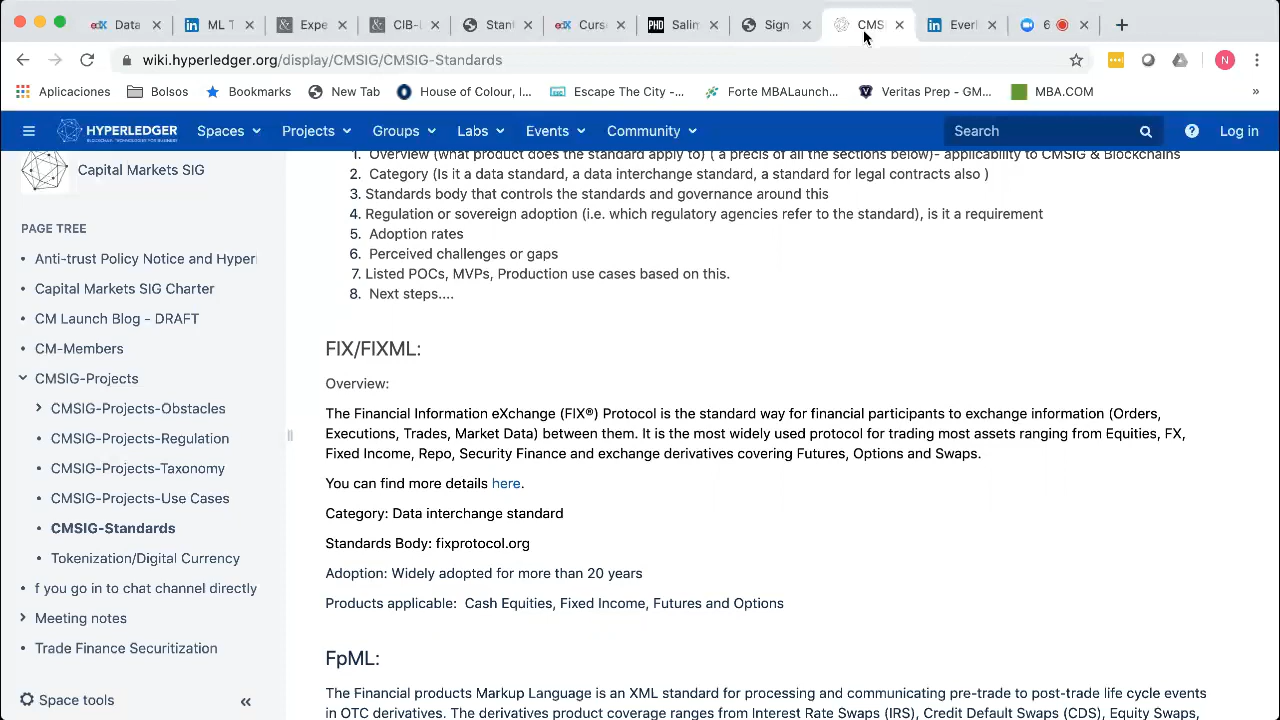 Data
ML T
Expe
CIB-L
Stan
Curs
PHD Salin
Sign
CMS
Everl
6
wiki.hyperledger.org/display/CMSIG/CMSIG-Standards
N
Aplicaciones
Bolsos
Bookmarks
New Tab
House of Colour, I...
Escape The City -...
Forte MBALaunch...
Veritas Prep - GM...
MBA.COM
»
HYPERLEDGER
Spaces
Projects
Groups
Labs
Events
Community
Search
Log in
Capital Markets SIG
PAGE TREE
• Anti-trust Policy Notice and Hyperl
• Capital Markets SIG Charter
• CM Launch Blog - DRAFT
• CM-Members
CMSIG-Projects
CMSIG-Projects-Obstacles
• CMSIG-Projects-Regulation
• CMSIG-Projects-Taxonomy
• CMSIG-Projects-Use Cases
• CMSIG-Standards
• Tokenization/Digital Currency
• f you go in to chat channel directly
Meeting notes
• Trade Finance Securitization
Space tools
«
1. Overview (what product does the standard apply to) ( a precis of all the sections below)- applicability to CMSIG & Blockchains
2. Category (Is it a data standard, a data interchange standard, a standard for legal contracts also )
3. Standards body that controls the standards and governance around this
4. Regulation or sovereign adoption (i.e. which regulatory agencies refer to the standard), is it a requirement
5. Adoption rates
6. Perceived challenges or gaps
7. Listed POCs, MVPs, Production use cases based on this.
8. Next steps....
FIX/FIXML:
Overview:
The Financial Information eXchange (FIX®) Protocol is the standard way for financial participants to exchange information (Orders,
Executions, Trades, Market Data) between them. It is the most widely used protocol for trading most assets ranging from Equities, FX,
Fixed Income, Repo, Security Finance and exchange derivatives covering Futures, Options and Swaps.
You can find more details here.
Category: Data interchange standard
Standards Body: fixprotocol.org
Adoption: Widely adopted for more than 20 years
Products applicable: Cash Equities, Fixed Income, Futures and Options
FpML:
The Financial products Markup Language is an XML standard for processing and communicating pre-trade to post-trade life cycle events
in OTC derivatives. The derivatives product coverage ranges from Interest Rate Swaps (IRS), Credit Default Swaps (CDS), Equity Swaps,